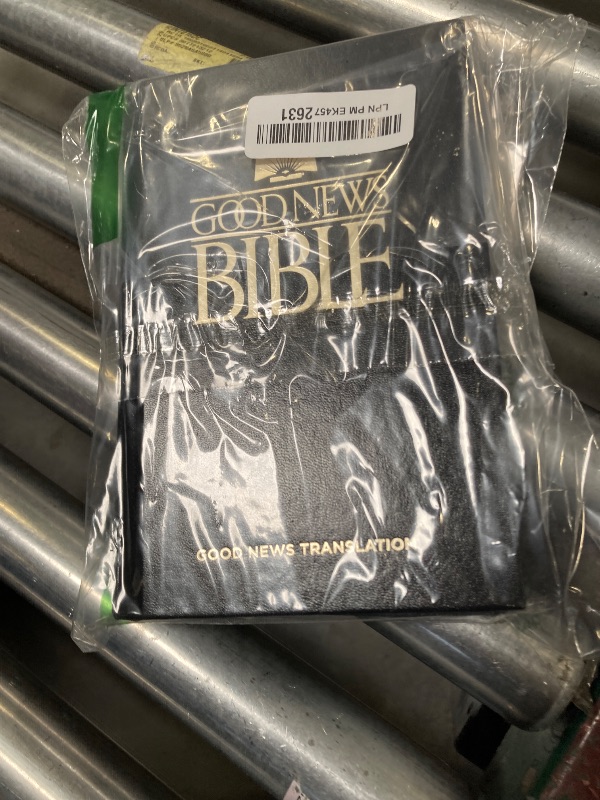 LPN PM EK457 2631
GOOD NEWS
BIBLE
GOOD NEWS TRANSLATION